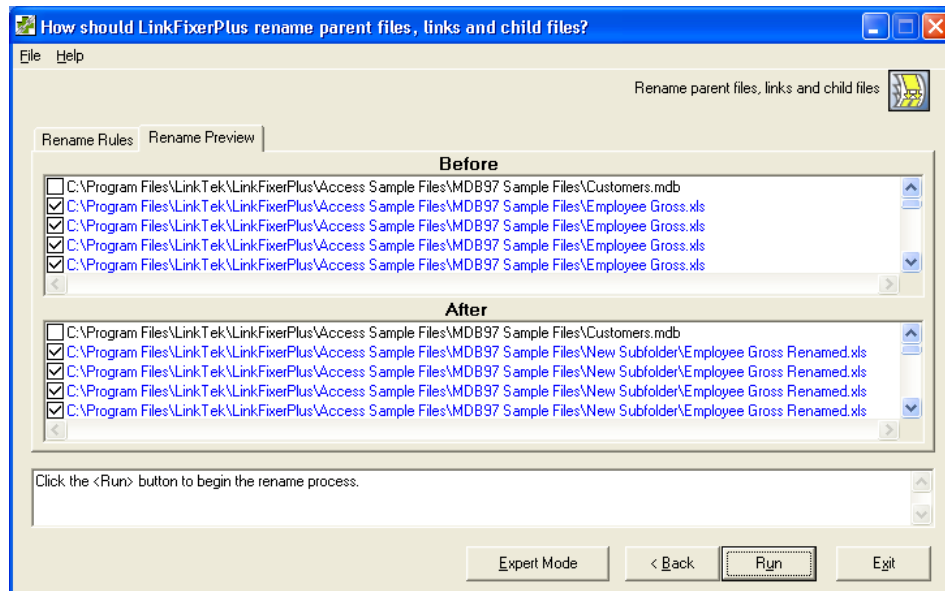 How should LinkFixerPlus rename parent files, links and child files?
File Help
Rename parent files, links and child files
Rename Rules Rename Preview
Before
C:\Program Files\LinkTek\LinkFixerPlus\Access Sample Files\MDB97 Sample Files\Customers.mdb
C:\Program Files\LinkTek\LinkFixerPlus\Access Sample Files\MDB97 Sample Files\Employee Gross.xls
C:\Program Files\LinkTek\LinkFixerPlus\Access Sample Files\MDB97 Sample Files\Employee Gross.xls
C:\Program Files\LinkTek\LinkFixerPlus\Access Sample Files\MDB97 Sample Files\Employee Gross.xls
C:\Program Files\LinkTek\LinkFixerPlus\Access Sample Files\MDB97 Sample Files\Employee Gross.xls
After
C:\Program Files\LinkTek\LinkFixerPlus\Access Sample Files\MDB97 Sample Files\Customers.mdb
C:\Program Files\LinkTek\LinkFixerPlus\Access Sample Files\MDB97 Sample Files\New Subfolder\Employee Gross Renamed.xls
C:\Program Files\LinkTek\LinkFixerPlus\Access Sample Files\MDB97 Sample Files\New Subfolder\Employee Gross Renamed.xls
C:\Program Files\LinkTek\LinkFixerPlus\Access Sample Files\MDB97 Sample Files\New Subfolder\Employee Gross Renamed.xls
C:\Program Files\LinkTek\LinkFixerPlus\Access Sample Files\MDB97 Sample Files\New Subfolder\Employee Gross Renamed.xls
Click the <Run> button to begin the rename process.
Expert Mode < Back Run Exit